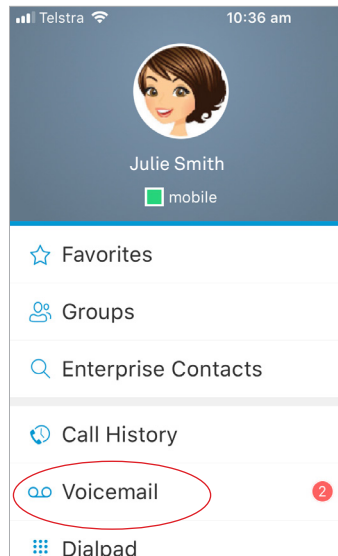 Telstra 10:36 am
Julie Smith
mobile
Favorites
Groups
Enterprise Contacts
Call History
Voicemail 2
Dialpad